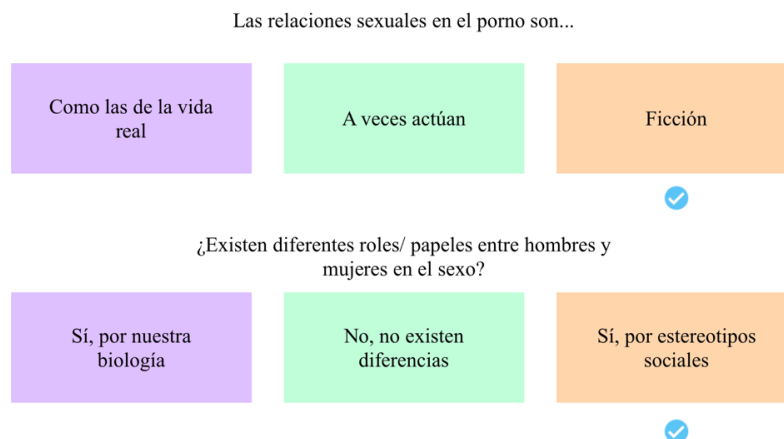 Las relaciones sexuales en el porno son...
Como las de la vida
real
A veces actúan
Ficción
¿Existen diferentes roles/ papeles entre hombres y
mujeres en el sexo?
Sí, por nuestra
biología
No, no existen
diferencias
Sí, por estereotipos
sociales